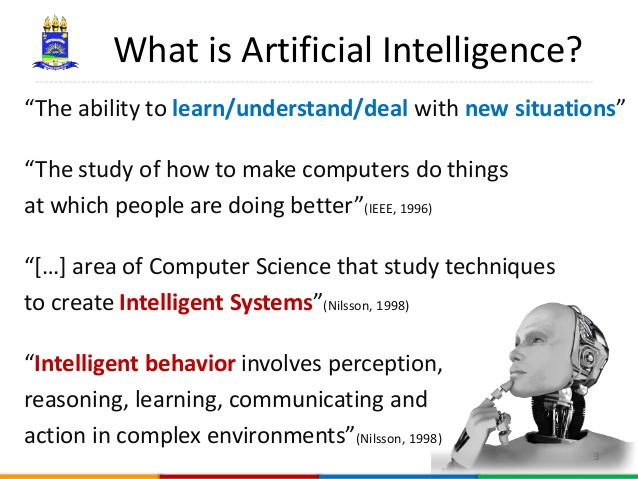 What is Artificial Intelligence?
“The ability to learn/understand/deal with new situations”
“The study of how to make computers do things
at which people are doing better”(IEEE, 1996)
“[…] area of Computer Science that study techniques
to create Intelligent Systems”(Nilsson, 1998)
“Intelligent behavior involves perception,
reasoning, learning, communicating and
action in complex environments”(Nilsson, 1998)
3